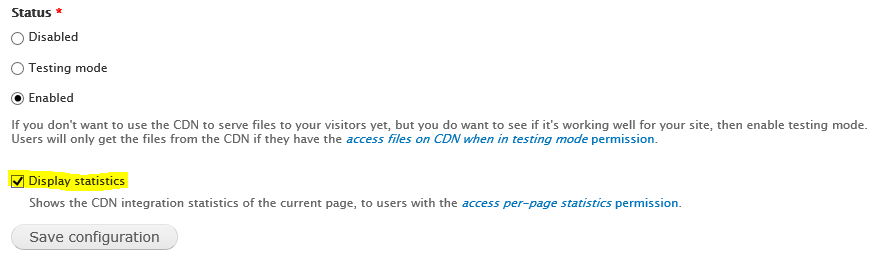 Status *
Disabled
Testing mode
Enabled
If you don't want to use the CDN to serve files to your visitors yet, but you do want to see if it's working well for your site, then enable testing mode.
Users will only get the files from the CDN if they have the access files on CDN when in testing mode permission.
Display statistics
Shows the CDN integration statistics of the current page, to users with the access per-page statistics permission.
Save configuration